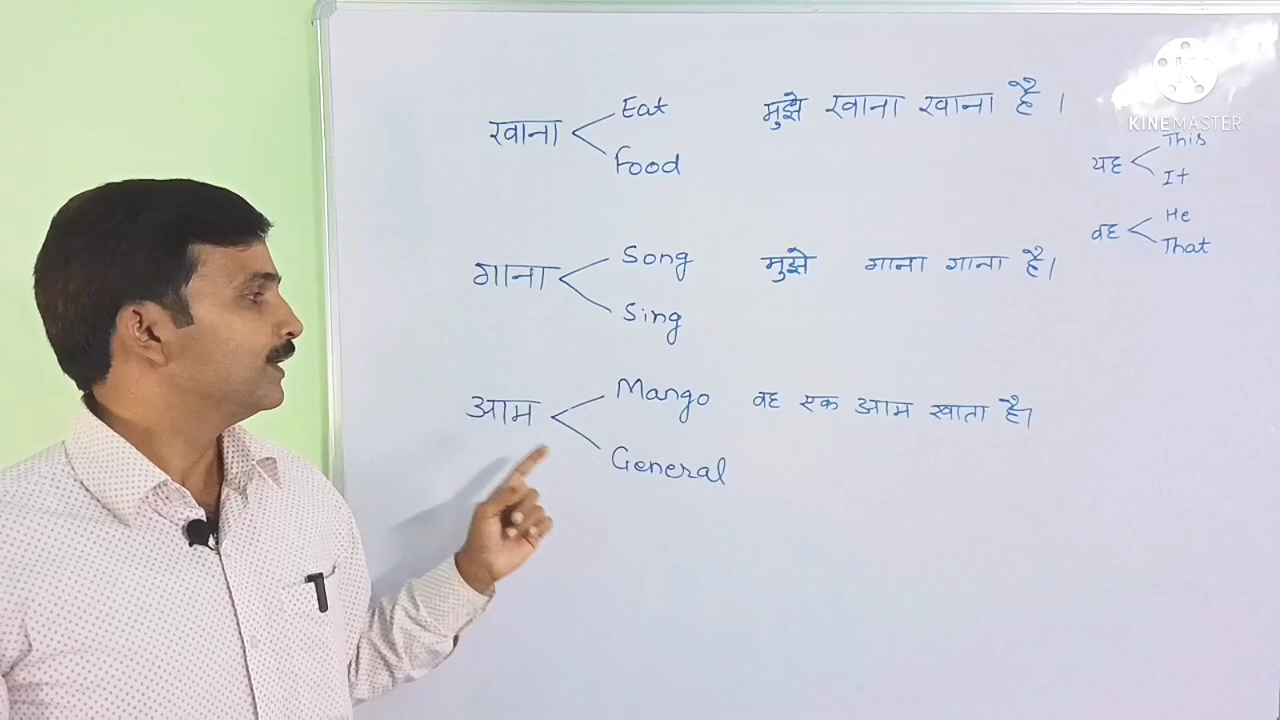 खाना Eat मुझे खाना खाना है।
Food
गाना Song मुझे गाना गाना है।
Sing
आम Mango वह एक आम खाता है।
General
KINEMASTER
यह This
It
वह He
That